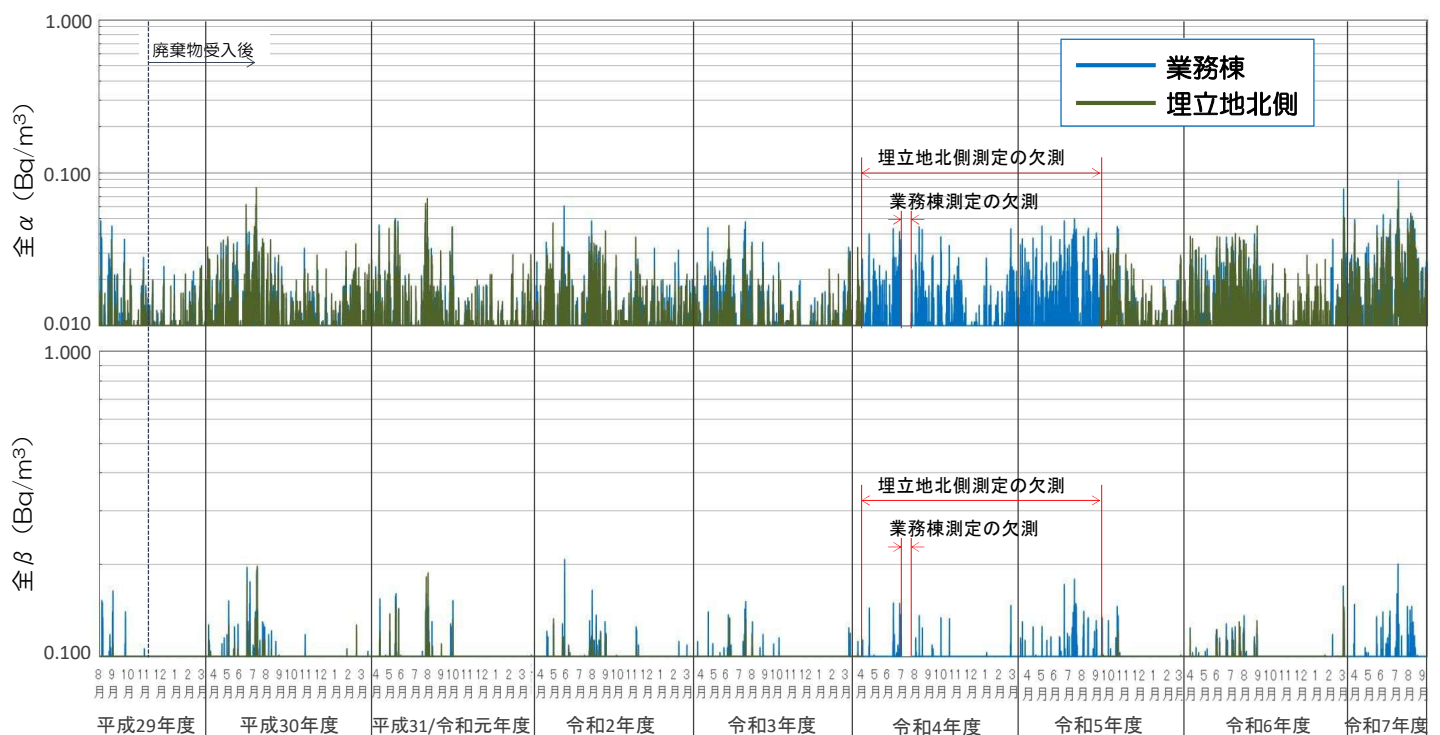 1.000
廃棄物受入後
業務棟
埋立地北側
全α（Bq/m³）
埋立地北側測定の欠測
0.100
業務棟測定の欠測
0.010
1.000
全β（Bq/m³）
埋立地北側測定の欠測
業務棟測定の欠測
0.100
8月 9月 10月 11月 12月 1月 2月 3月 4月 5月 6月 7月 8月 9月 10月 11月 12月 1月 2月 3月 4月 5月 6月 7月 8月 9月 10月 11月 12月 1月 2月 3月 4月 5月 6月 7月 8月 9月 10月 11月 12月 1月 2月 3月 4月 5月 6月 7月 8月 9月 10月 11月 12月 1月 2月 3月 4月 5月 6月 7月 8月 9月 10月 11月 12月 1月 2月 3月 4月 5月 6月 7月 8月 9月 10月 11月 12月 1月 2月 3月 4月 5月 6月 7月 8月 9月 10月 11月 12月 1月 2月 3月 4月 5月 6月 7月 8月 9月
平成29年度 平成30年度 平成31/令和元年度 令和2年度 令和3年度 令和4年度 令和5年度 令和6年度 令和7年度